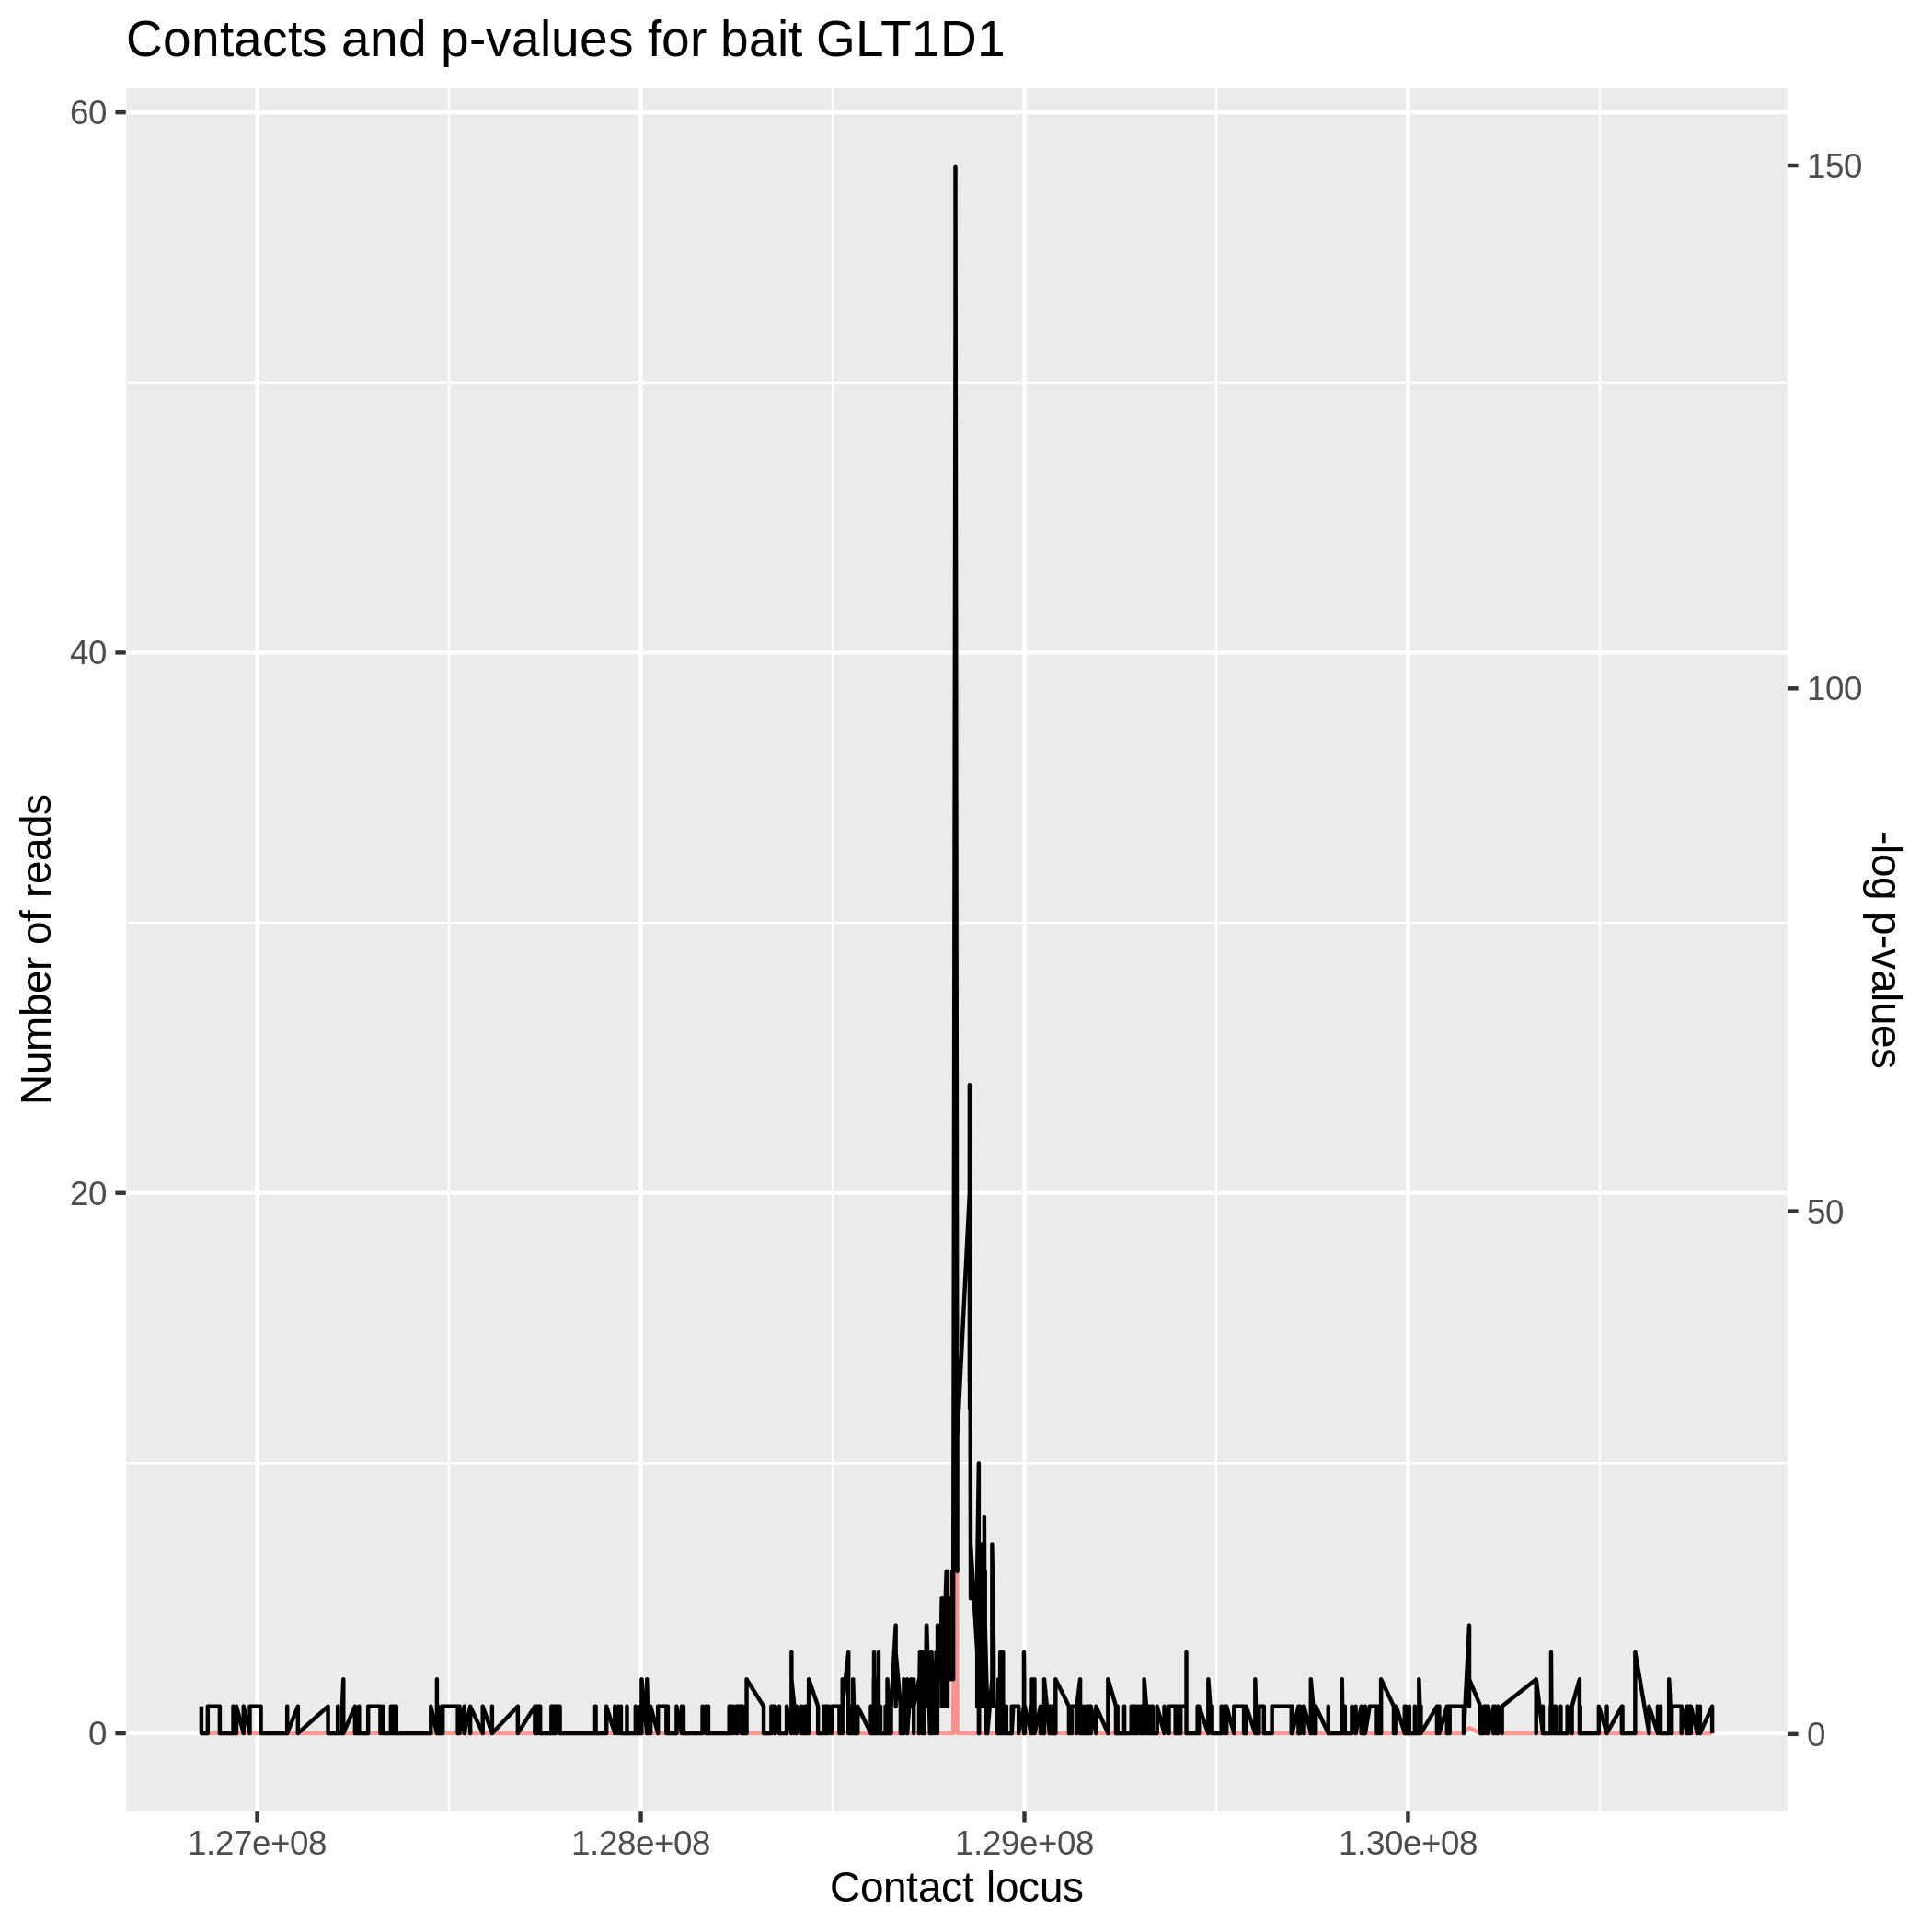 Contacts and p-values for bait GLT1D1
60
40
20
0
Number of reads
150
100
50
0
-log p-values
1.27e+08
1.28e+08
1.29e+08
1.30e+08
Contact locus